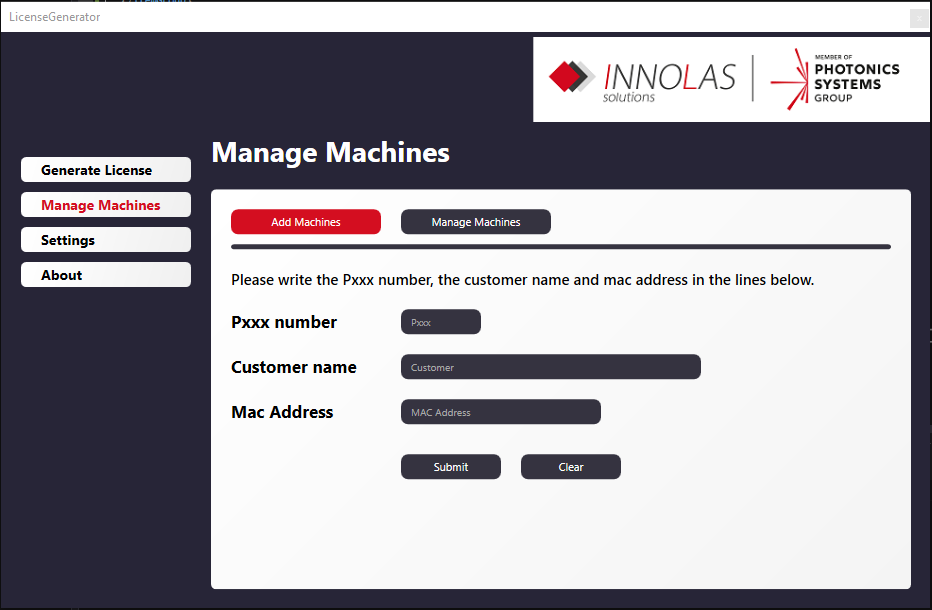 LicenseGenerator
INNOLAS
solutions
MEMBER OF
PHOTONICS
SYSTEMS
GROUP
Manage Machines
Generate License
Manage Machines
Settings
About
Add Machines
Manage Machines
Please write the Pxxx number, the customer name and mac address in the lines below.
Pxxx number
Pxxx
Customer name
Customer
Mac Address
MAC Address
Submit
Clear